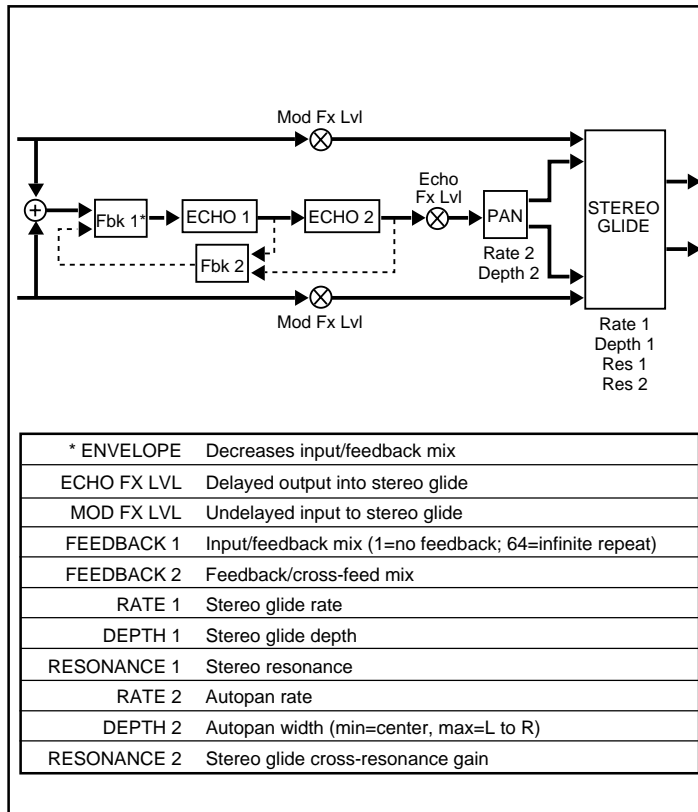 Mod Fx Lvl
Echo
Fx Lvl
+
Fbk 1*
ECHO 1
ECHO 2
PAN
STEREO
GLIDE
Fbk 2
Rate 2
Depth 2
Mod Fx Lvl
Rate 1
Depth 1
Res 1
Res 2
* ENVELOPE Decreases input/feedback mix
ECHO FX LVL Delayed output into stereo glide
MOD FX LVL Undelayed input to stereo glide
FEEDBACK 1 Input/feedback mix (1=no feedback; 64=infinite repeat)
FEEDBACK 2 Feedback/cross-feed mix
RATE 1 Stereo glide rate
DEPTH 1 Stereo glide depth
RESONANCE 1 Stereo resonance
RATE 2 Autopan rate
DEPTH 2 Autopan width (min=center, max=L to R)
RESONANCE 2 Stereo glide cross-resonance gain